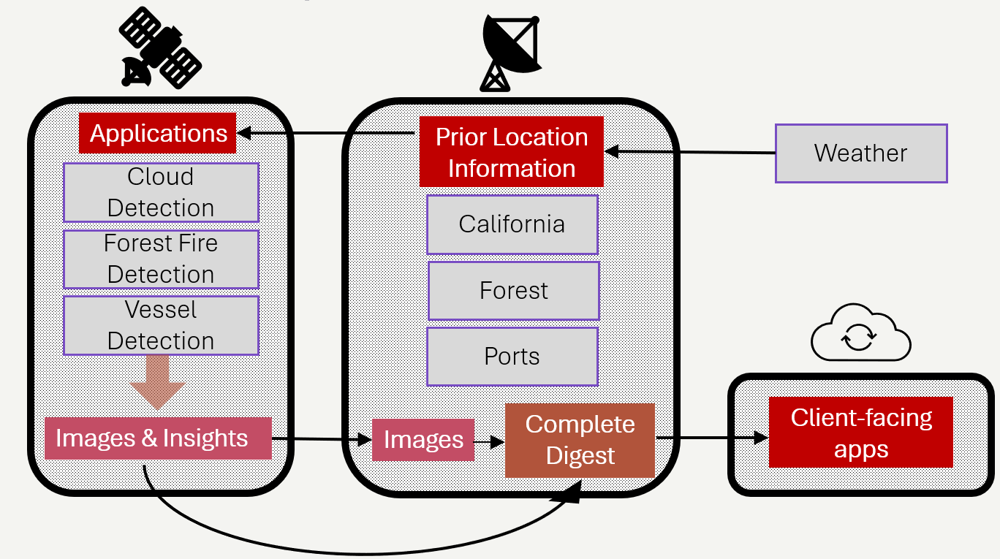 Applications
Cloud
Detection
Forest Fire
Detection
Vessel
Detection
Images & Insights
Prior Location
Information
California
Forest
Ports
Images
Complete
Digest
Weather
Client-facing
apps